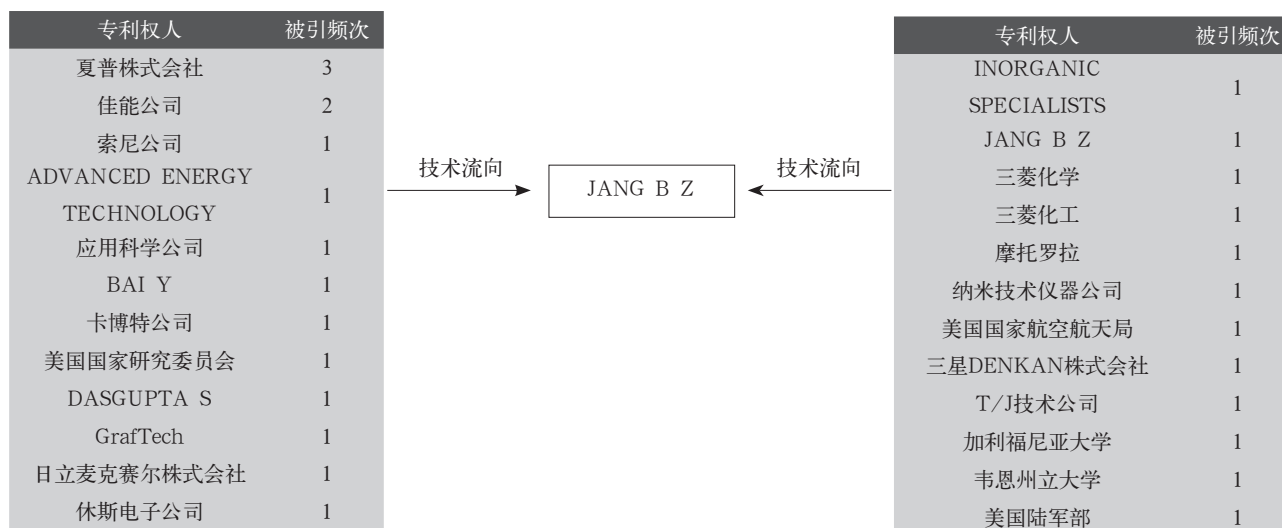 专利权人 被引频次
夏普株式会社 3
佳能公司 2
索尼公司 1
ADVANCED ENERGY
TECHNOLOGY 1
应用科学公司 1
BAI Y 1
卡博特公司 1
美国国家研究委员会 1
DASGUPTA S 1
GrafTech 1
日立麦克赛尔株式会社 1
休斯电子公司 1
技术流向
JANG B Z
技术流向
专利权人 被引频次
INORGANIC
SPECIALISTS 1
JANG B Z 1
三菱化学 1
三菱化工 1
摩托罗拉 1
纳米技术仪器公司 1
美国国家航空航天局 1
三星DENKAN株式会社 1
T/J技术公司 1
加利福尼亚大学 1
韦恩州立大学 1
美国陆军部 1